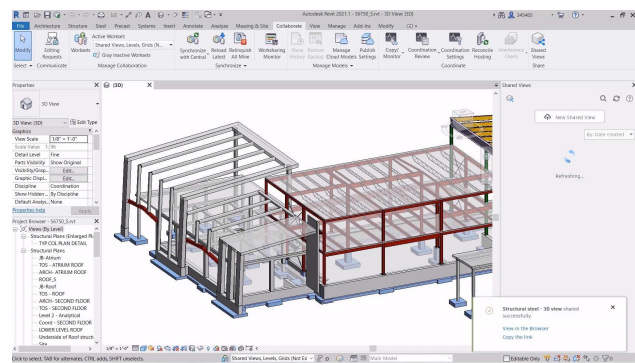 Autodesk Revit 2021.1 - 56750_S.rvt - 3D View: {3D}
345465
File Architecture Structure Steel Precast Systems Insert Annotate Analyze Massing & Site Collaborate View Manage Add-Ins Modify
Active Workset:
Shared Views, Levels, Grids (N...
Gray Inactive Worksets
Modify
Editing Requests
Worksets
Synchronize with Central
Reload Latest
Relinquish All Mine
Worksharing Monitor
Show History
Restore Backup
Manage Cloud Models
Publish Settings
Copy/ Monitor
Coordination Review
Coordination Settings
Reconcile Hosting
Interference Check
Shared Views
Select Communicate Manage Collaboration Synchronize Manage Models Coordinate Share
Properties
{3D}
Shared Views
3D View
3D View: {3D}
Edit Type
Graphics
View Scale 1/8" = 1'-0"
Scale Value 1: 96
Detail Level Fine
Parts Visibility Show Original
Visibility/Grap... Edit...
Graphic Displ... Edit...
Discipline Coordination
Show Hidden... By Discipline
Default Analys... None
Properties help
Apply
New Shared View
By: Date created
Refreshing...
Project Browser - 56750_S.rvt
Views (By Level)
Structural Plans (Enlarged Pl
TYP COL PLAN DETAIL
Structural Plans
JB-Atrium
TOS - ATRIUM ROOF
ARCH- ATRIUM ROOF
ROOF_S
JB-Roof
TOS - ROOF
ARCH- SECOND FLOOR
TOS- SECOND FLOOR
Level 2 - Analytical
Coord - SECOND FLOOR
LOWER LEVEL ROOF
Underside of Roof struct
Site
Structural steel - 3D view shared successfully.
View in the Browser
Copy the link
1/8" = 1'-0"
Click to select, TAB for alternates, CTRL adds, SHIFT unselects.
Shared Views, Levels, Grids (Not Ed
:0
Main Model
Editable Only